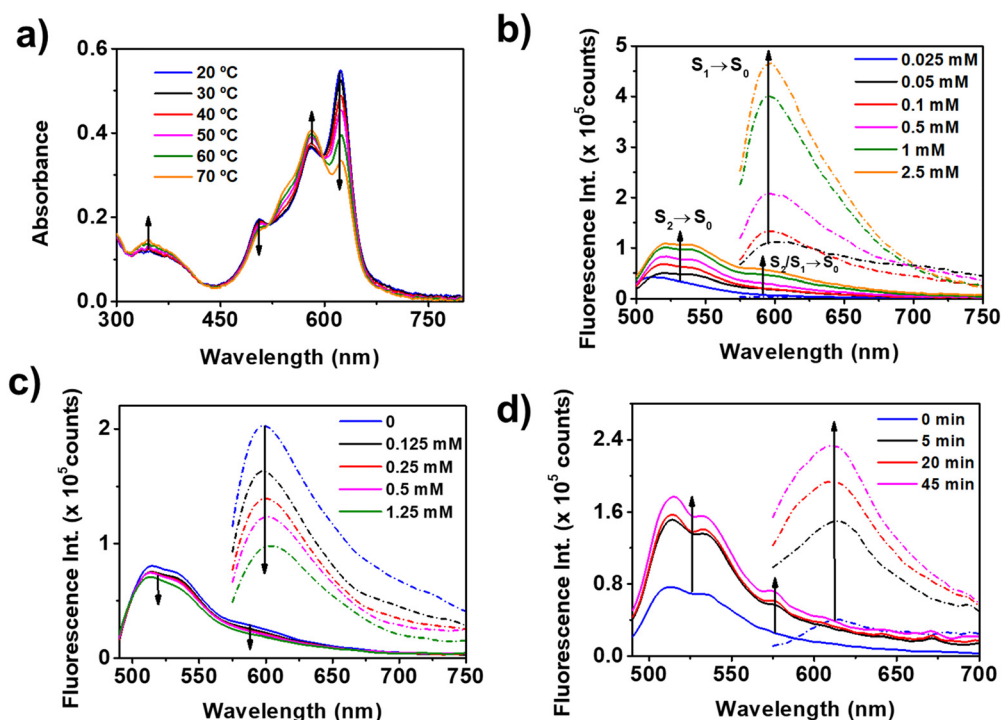 a)
Absorbance
0.6
0.4
0.2
0.0
300
450
600
750
Wavelength (nm)
20 ºC
30 ºC
40 ºC
50 ºC
60 ºC
70 ºC
b)
Fluorescence Int. (x 10⁵counts)
5
4
3
2
1
0
500
550
600
650
700
750
Wavelength (nm)
S₁→S₀
S₂→S₀
S₂/S₁→S₀
0.025 mM
0.05 mM
0.1 mM
0.5 mM
1 mM
2.5 mM
c)
Fluorescence Int. (x 10⁵counts)
2
1
0
500
550
600
650
700
750
Wavelength (nm)
0
0.125 mM
0.25 mM
0.5 mM
1.25 mM
d)
Fluorescence Int. (x 10⁵ counts)
2.4
1.6
0.8
0.0
500
550
600
650
700
Wavelength (nm)
0 min
5 min
20 min
45 min